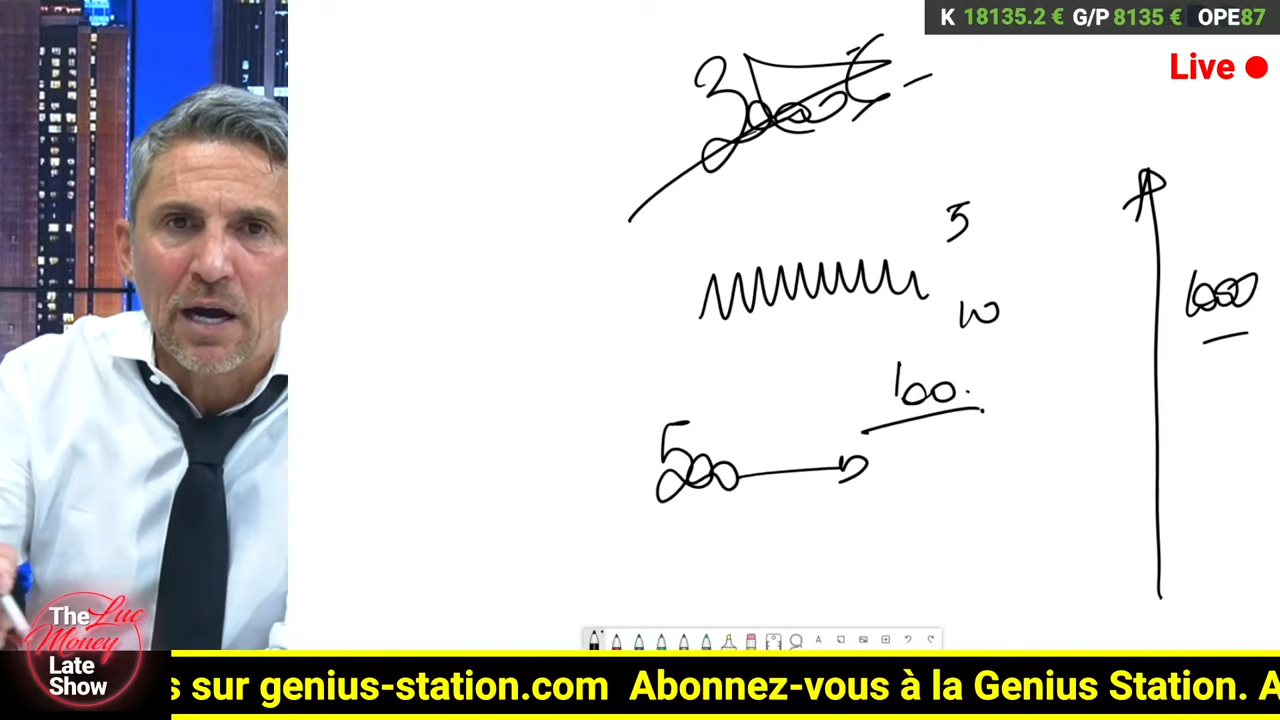 K 18135.2 € G/P 8135 € OPE87
Live
5
10
1000
100.
500
The Luc
Money
Late
Show
s sur genius-station.com Abonnez-vous à la Genius Station. A